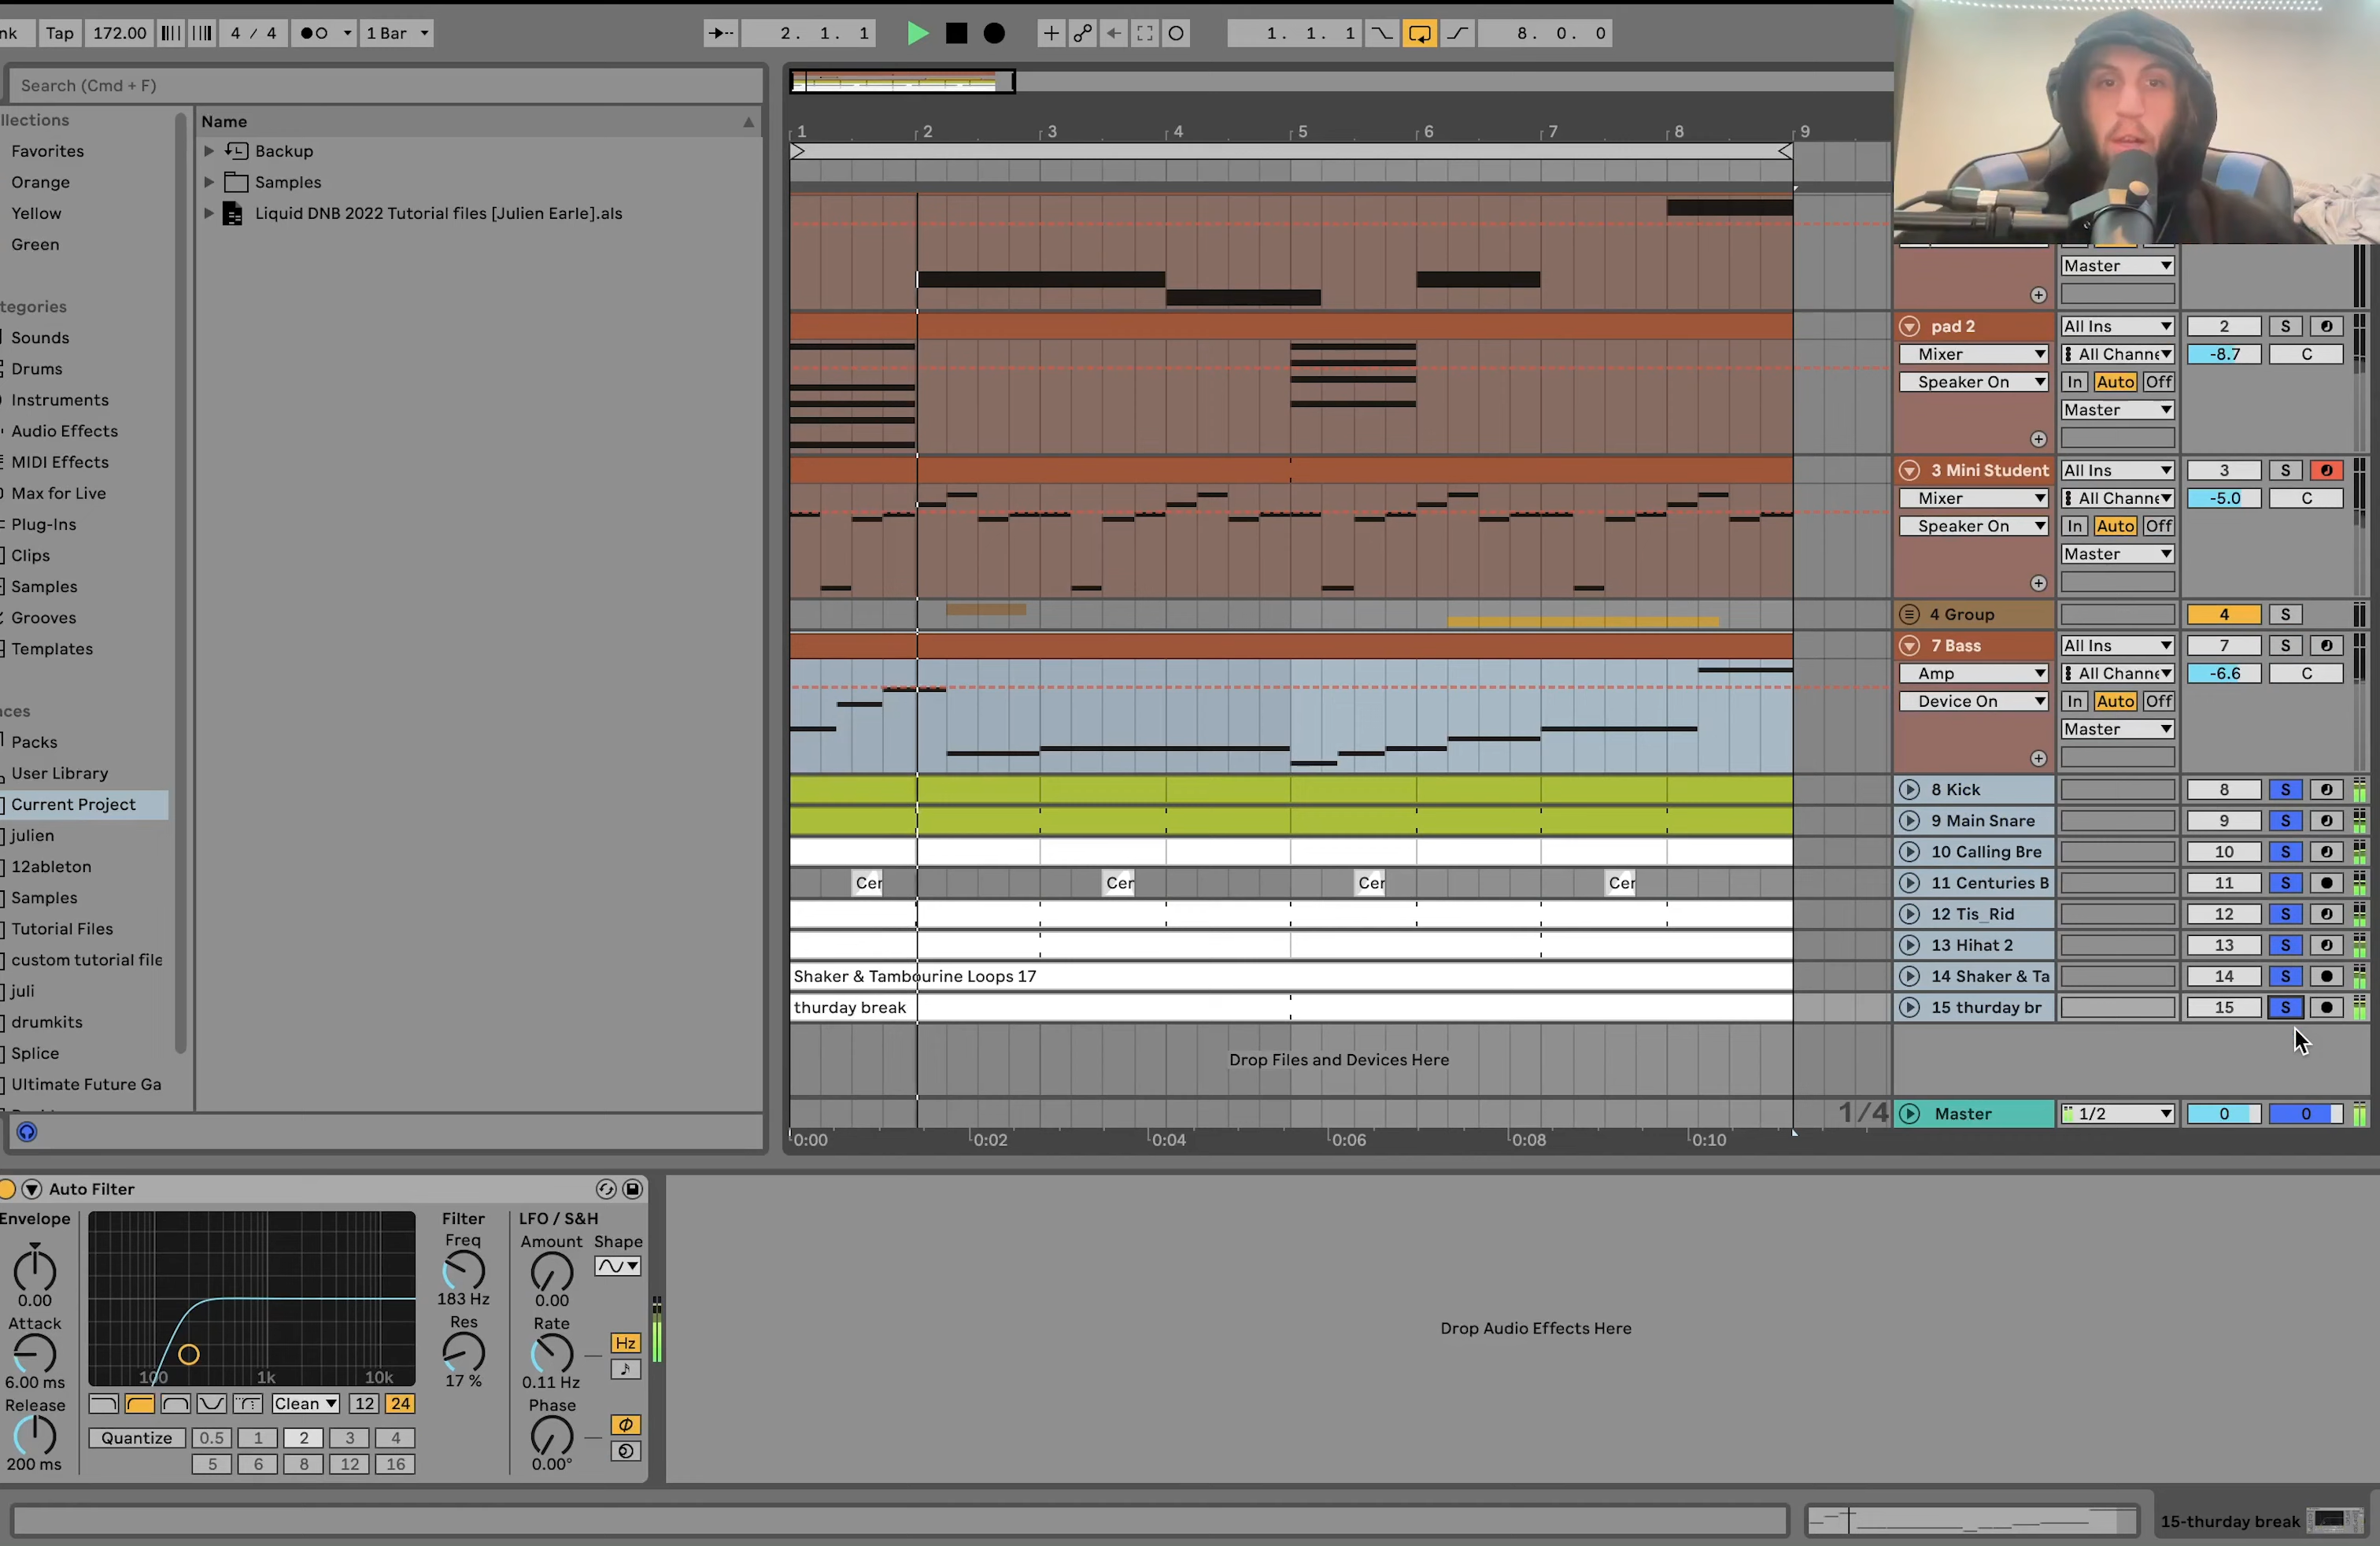 nk Tap 172.00 4 / 4 1 Bar 2. 1. 1 1. 1. 1 8. 0. 0
Search (Cmd + F)
llections
Favorites
Orange
Yellow
Green
tegories
Sounds
Drums
Instruments
Audio Effects
MIDI Effects
Max for Live
Plug-Ins
Clips
Samples
Grooves
Templates
aces
Packs
User Library
Current Project
julien
12ableton
Samples
Tutorial Files
custom tutorial file
juli
drumkits
Splice
Ultimate Future Ga
Name
Backup
Samples
Liquid DNB 2022 Tutorial files [Julien Earle].als
1 2 3 4 5 6 7 8 9
Cer Cer Cer Cer
Shaker & Tambourine Loops 17
thurday break
Drop Files and Devices Here
1/4
0:00 0:02 0:04 0:06 0:08 0:10
Master
pad 2 All Ins 2 S
Mixer All Channe -8.7 C
Speaker On In Auto Off
Master
3 Mini Student All Ins 3 S
Mixer All Channe -5.0 C
Speaker On In Auto Off
Master
4 Group 4 S
7 Bass All Ins 7 S
Amp All Channe -6.6 C
Device On In Auto Off
Master
8 Kick 8 S
9 Main Snare 9 S
10 Calling Bre 10 S
11 Centuries B 11 S
12 Tis_Rid 12 S
13 Hihat 2 13 S
14 Shaker & Ta 14 S
15 thurday br 15 S
Master 1/2 0 0
Auto Filter
Envelope
0.00
Attack
6.00 ms
Release
200 ms
100 1k 10k
Clean 12 24
Quantize 0.5 1 2 3 4
5 6 8 12 16
Filter
Freq
183 Hz
Res
17 %
LFO / S&H
Amount Shape
0.00
Rate
Hz
0.11 Hz
Phase
0.00°
Drop Audio Effects Here
15-thurday break